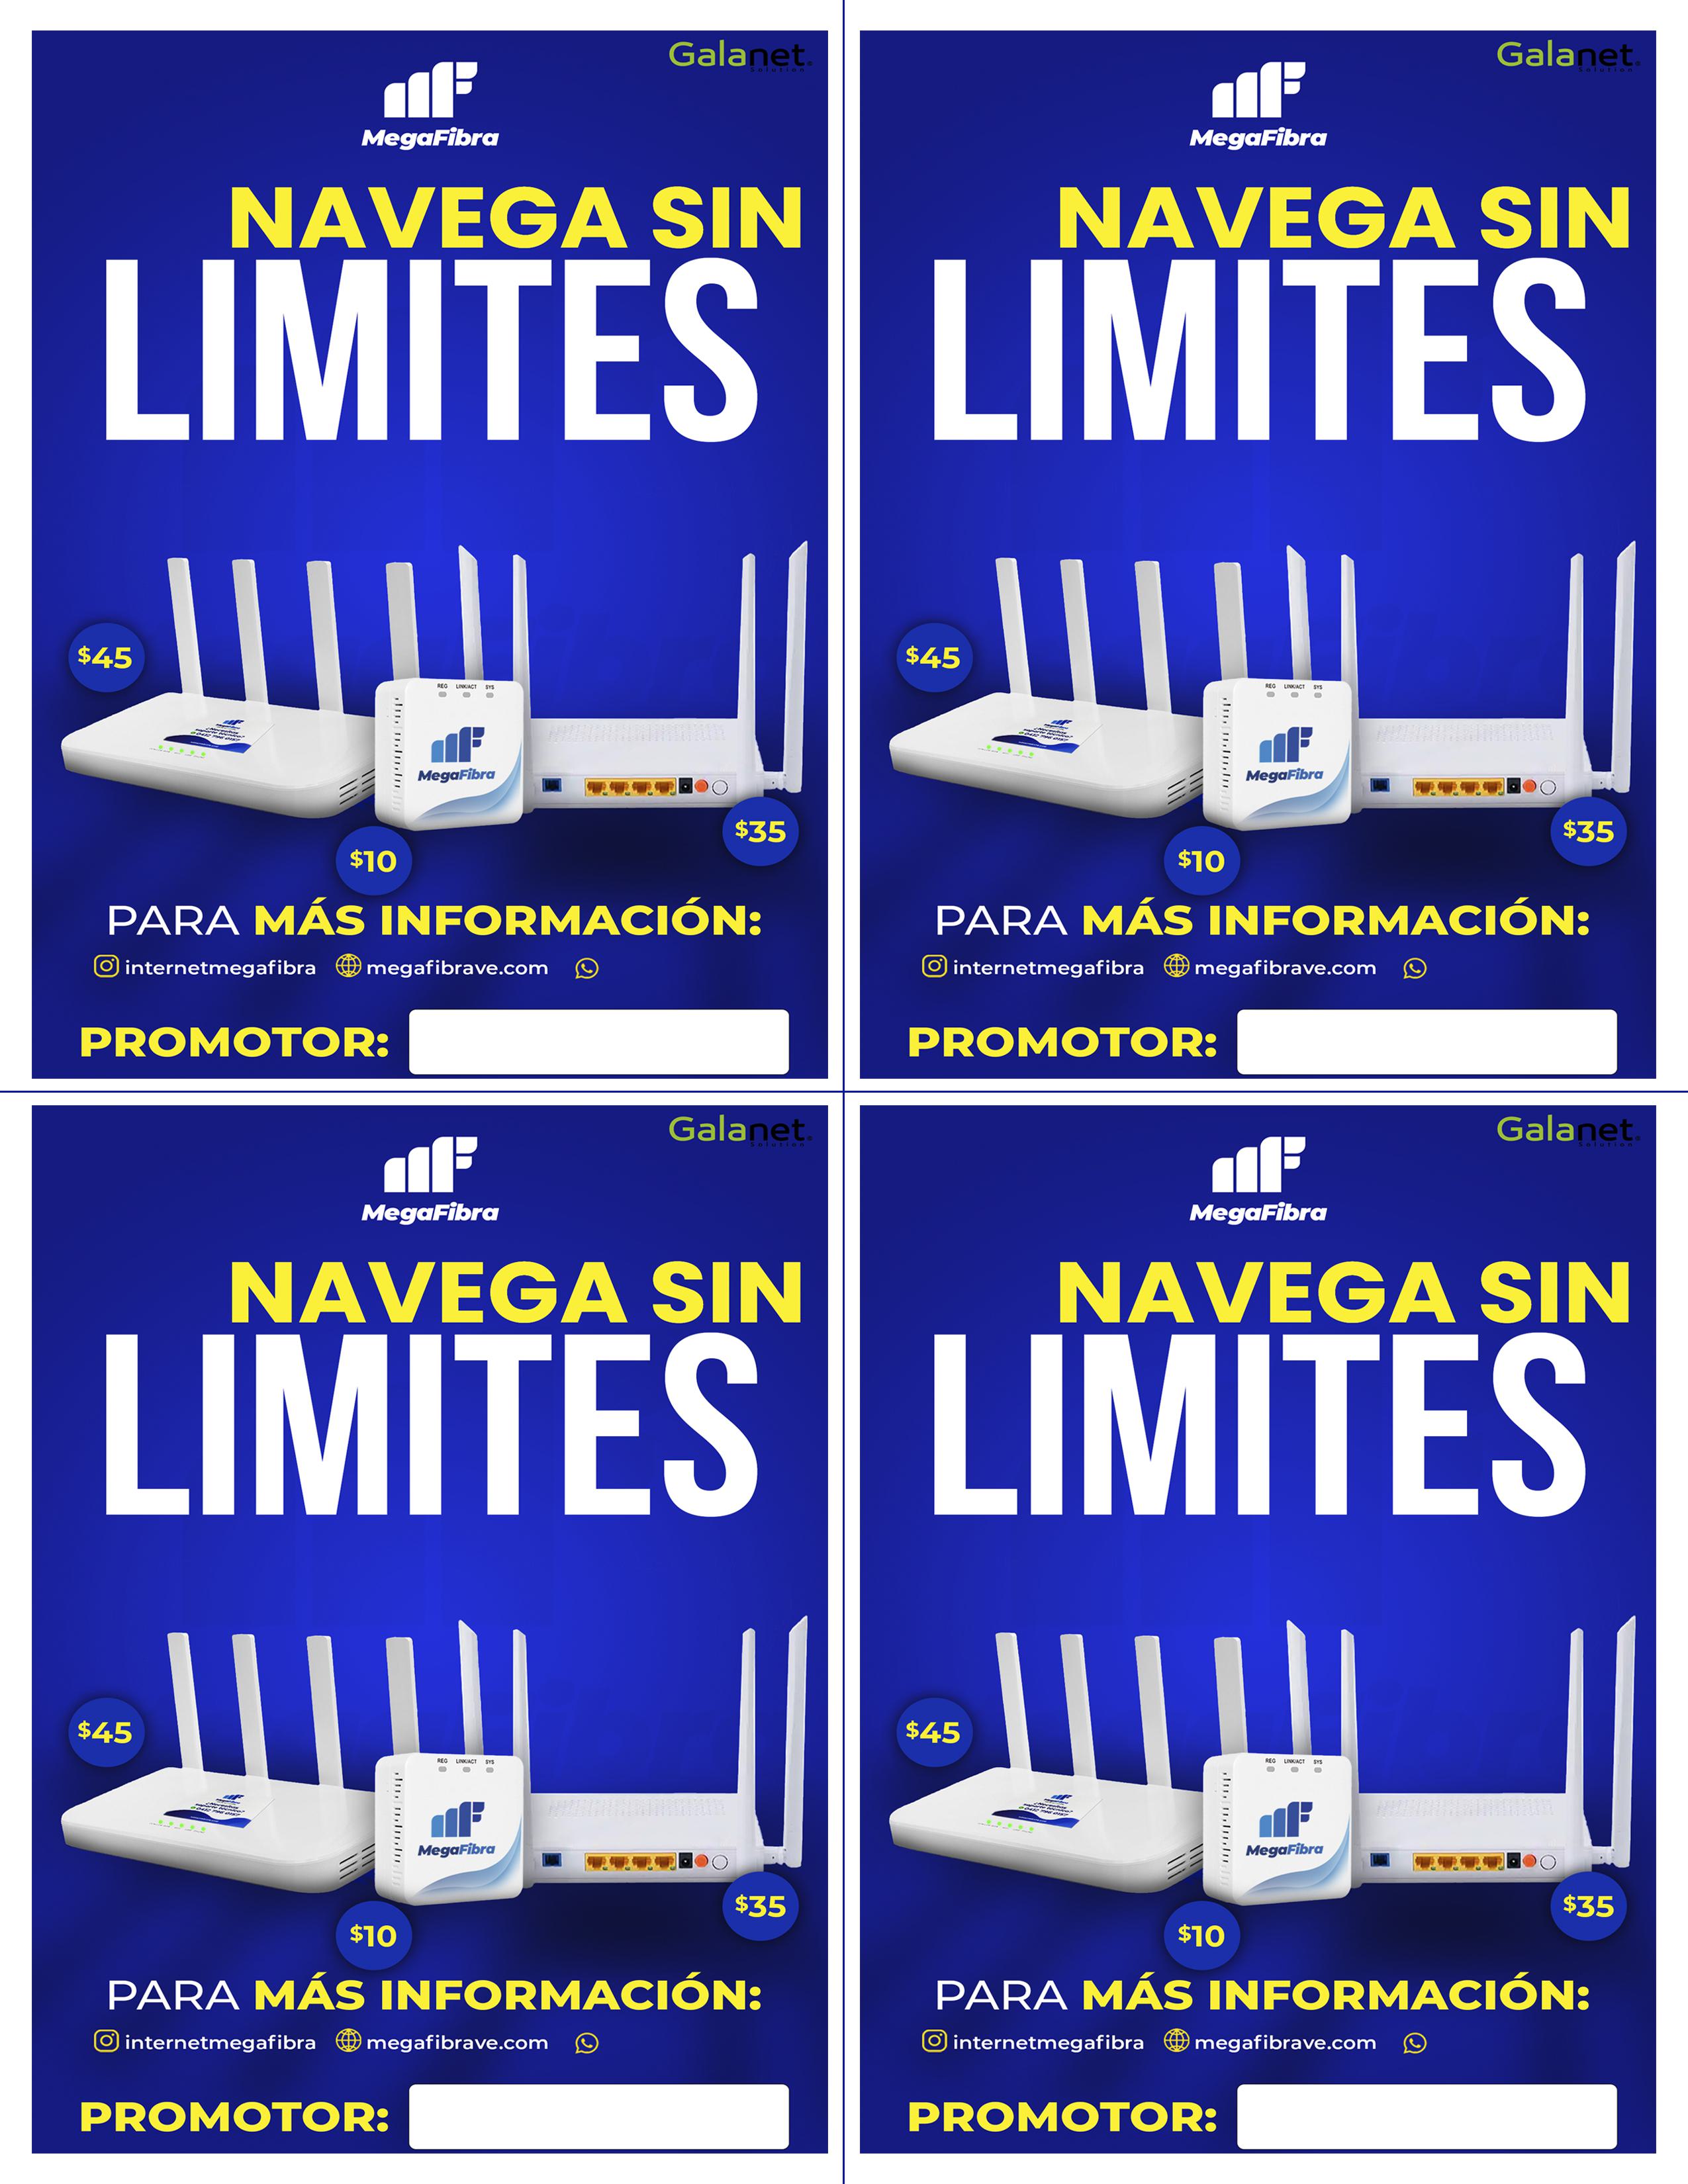 Galanet
Solution
MegaFibra
NAVEGA SIN
LIMITES
$45
REG LINK/ACT SYS
MegaFibra
$35
$10
PARA MÁS INFORMACIÓN:
internetmegafibra megafibrave.com
PROMOTOR:
Galanet
Solution
MegaFibra
NAVEGA SIN
LIMITES
$45
REG LINK/ACT SYS
MegaFibra
$35
$10
PARA MÁS INFORMACIÓN:
internetmegafibra megafibrave.com
PROMOTOR:
Galanet
Solution
MegaFibra
NAVEGA SIN
LIMITES
$45
REG LINK/ACT SYS
MegaFibra
$35
$10
PARA MÁS INFORMACIÓN:
internetmegafibra megafibrave.com
PROMOTOR:
Galanet
Solution
MegaFibra
NAVEGA SIN
LIMITES
$45
REG LINK/ACT SYS
MegaFibra
$35
$10
PARA MÁS INFORMACIÓN:
internetmegafibra megafibrave.com
PROMOTOR: